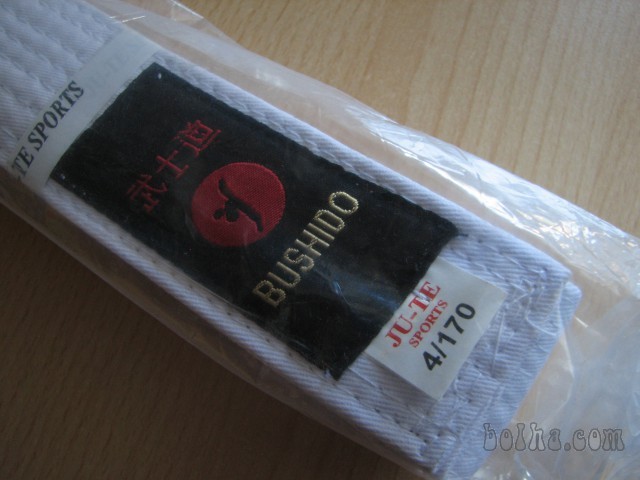 TE SPORTS
武士道
BUSHIDO
JU-TE
SPORTS
4/170
bolha.com